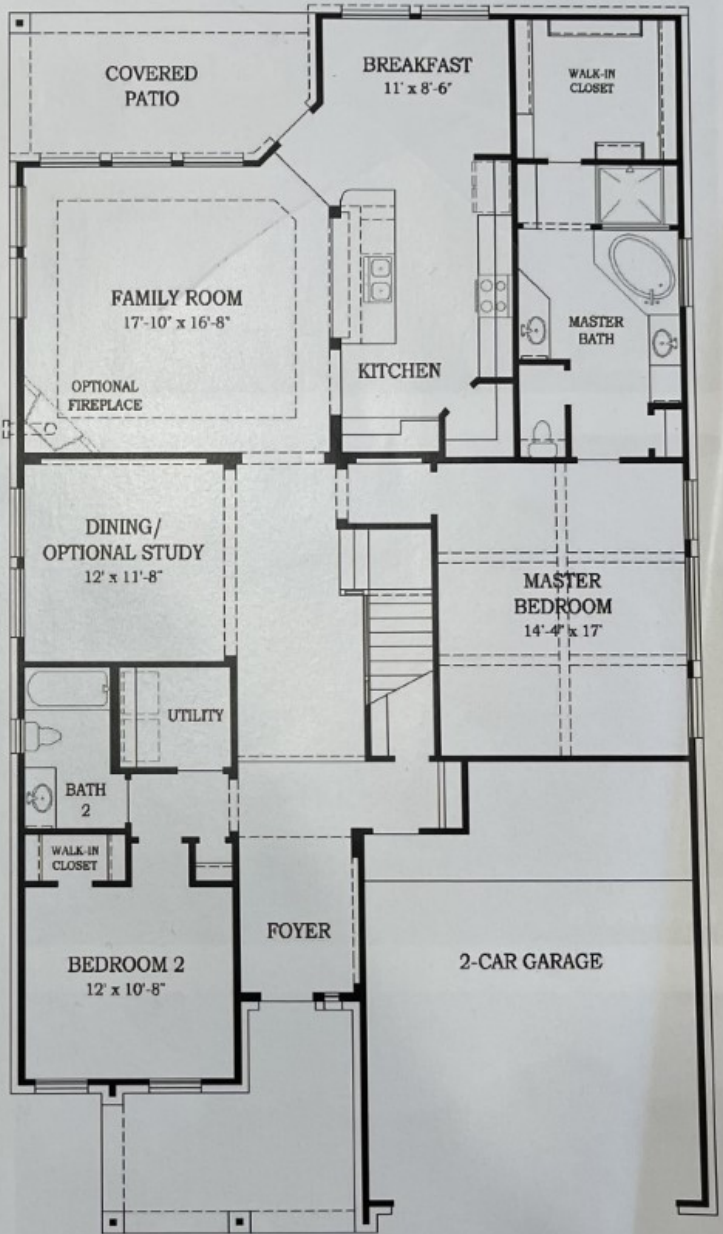 COVERED
PATIO
BREAKFAST
11' x 8'-6"
WALK-IN
CLOSET
FAMILY ROOM
17'-10" x 16'-8"
MASTER
BATH
KITCHEN
OPTIONAL
FIREPLACE
DINING/
OPTIONAL STUDY
12' x 11'-8"
MASTER
BEDROOM
14'-4" x 17'
UTILITY
BATH
2
WALK-IN
CLOSET
FOYER
BEDROOM 2
12' x 10'-8"
2-CAR GARAGE